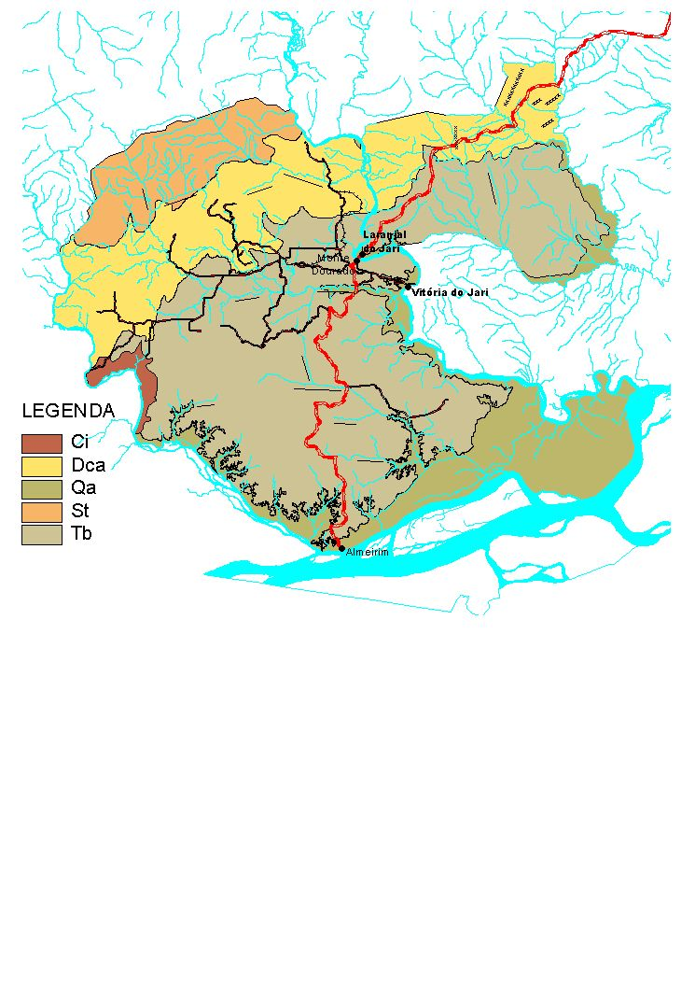 Laranjal
do Jari
Monte
Dourado
Vitória do Jari
LEGENDA
Ci
Dca
Qa
St
Tb
Almeirim